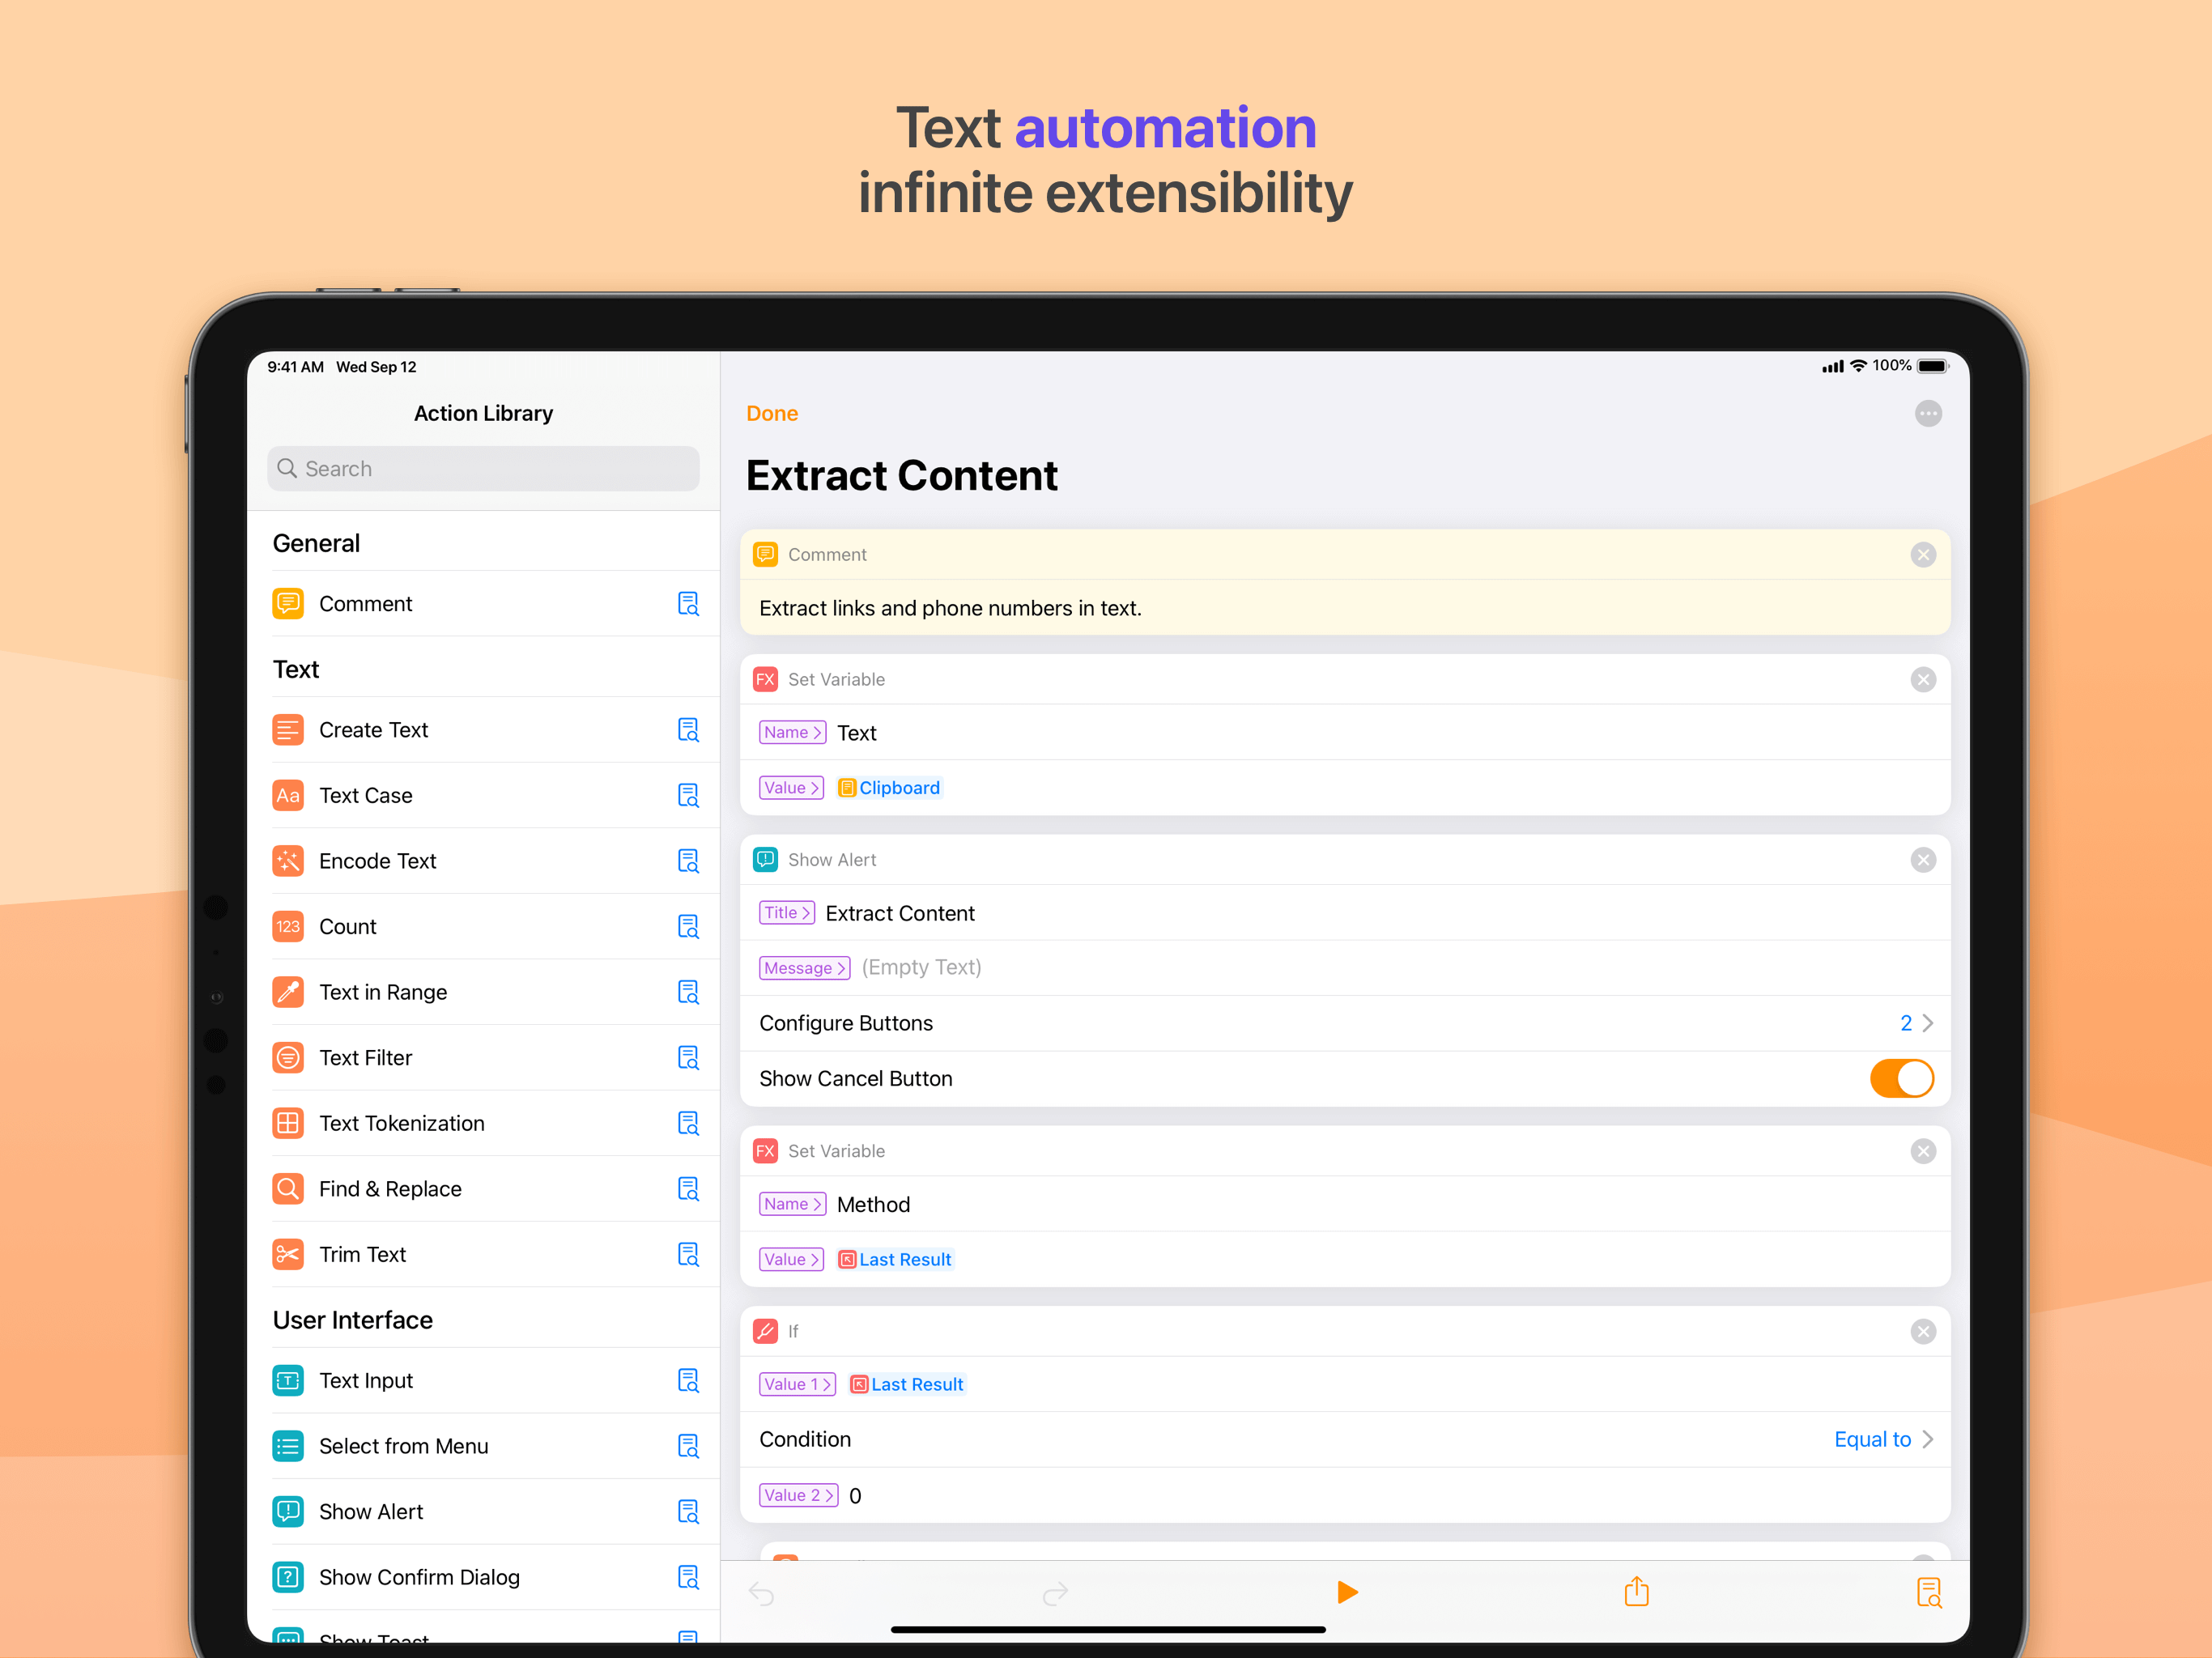 Text automation
infinite extensibility
9:41 AM Wed Sep 12
100%
Action Library
Search
General
Comment
Text
Create Text
Aa Text Case
Encode Text
123 Count
Text in Range
Text Filter
Text Tokenization
Find & Replace
Trim Text
User Interface
T Text Input
Select from Menu
Show Alert
? Show Confirm Dialog
Show Toast
Done
Extract Content
Comment
Extract links and phone numbers in text.
FX Set Variable
Name > Text
Value > Clipboard
Show Alert
Title > Extract Content
Message > (Empty Text)
Configure Buttons 2 >
Show Cancel Button
FX Set Variable
Name > Method
Value > Last Result
If
Value 1 > Last Result
Condition Equal to >
Value 2 > 0